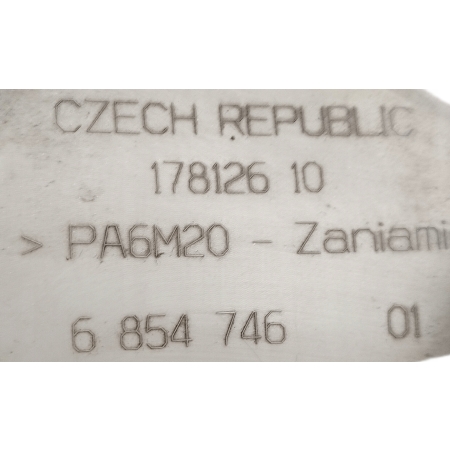 CZECH REPUBLIC
178126 10
> PA6M20 - Zaniami
6 854 746 01